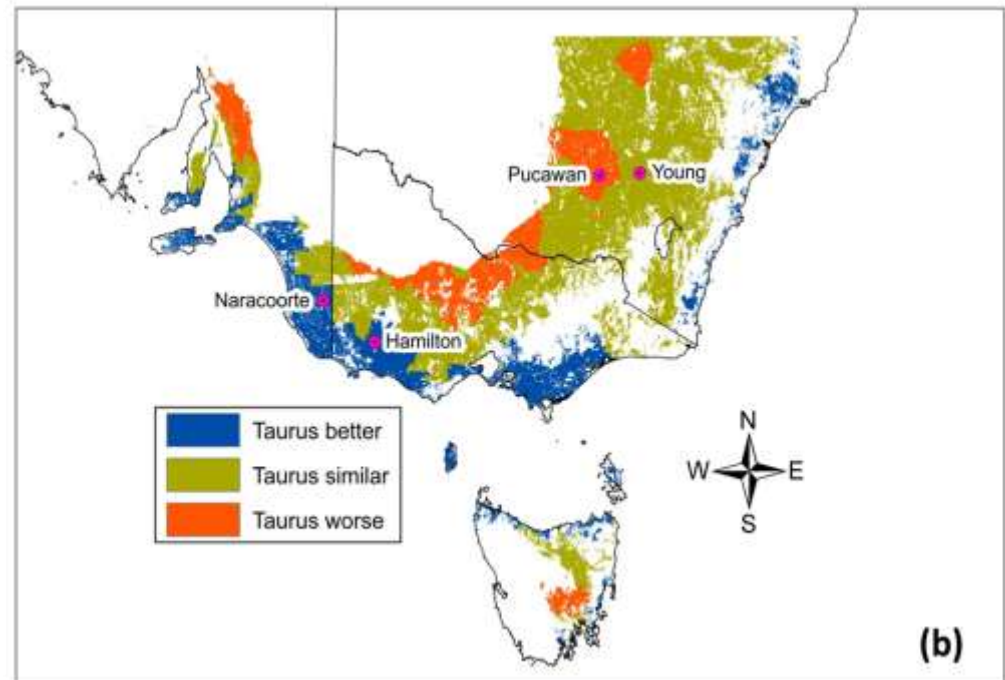 Pucawan
Young
Naracoorte
Hamilton
Taurus better
Taurus similar
Taurus worse
N
W
E
S
(b)